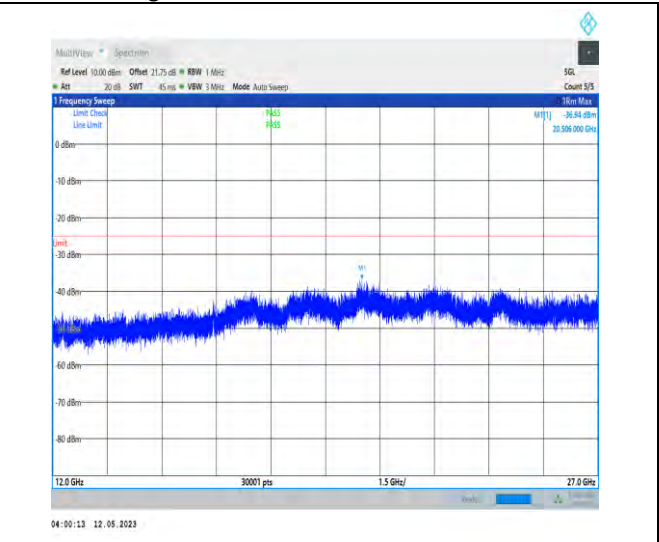 MultiView Spectrum
Ref Level 10.00 dBm Offset 21.75 dB RBW 1 MHz SGL
Att 20 dB SWT 45 ms VBW 3 MHz Mode Auto Sweep Count 5/5
1 Frequency Sweep 1Rm Max
Limit Check PASS M1[1] -36.94 dBm
Line Limit PASS 20.506 000 GHz
0 dBm
-10 dBm
-20 dBm
Limit
-30 dBm
M1
-40 dBm
-50 dBm
-60 dBm
-70 dBm
-80 dBm
12.0 GHz 30001 pts 1.5 GHz/ 27.0 GHz
04:00:13 12.05.2023